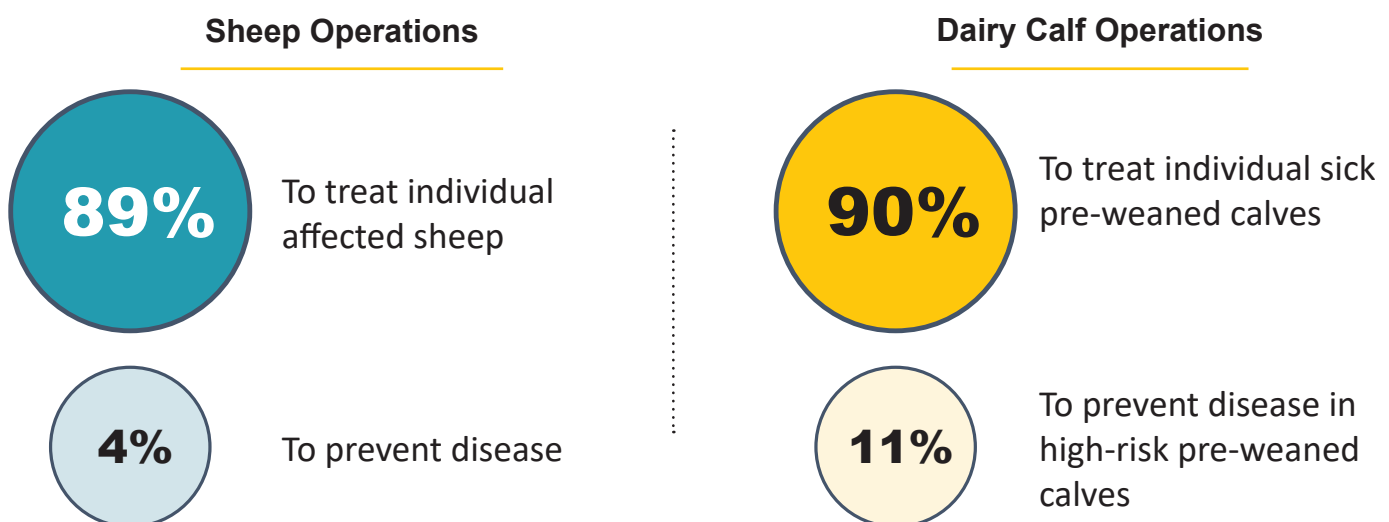 Sheep Operations
89%
To treat individual
affected sheep
4%
To prevent disease
Dairy Calf Operations
90%
To treat individual sick
pre-weaned calves
11%
To prevent disease in
high-risk pre-weaned
calves